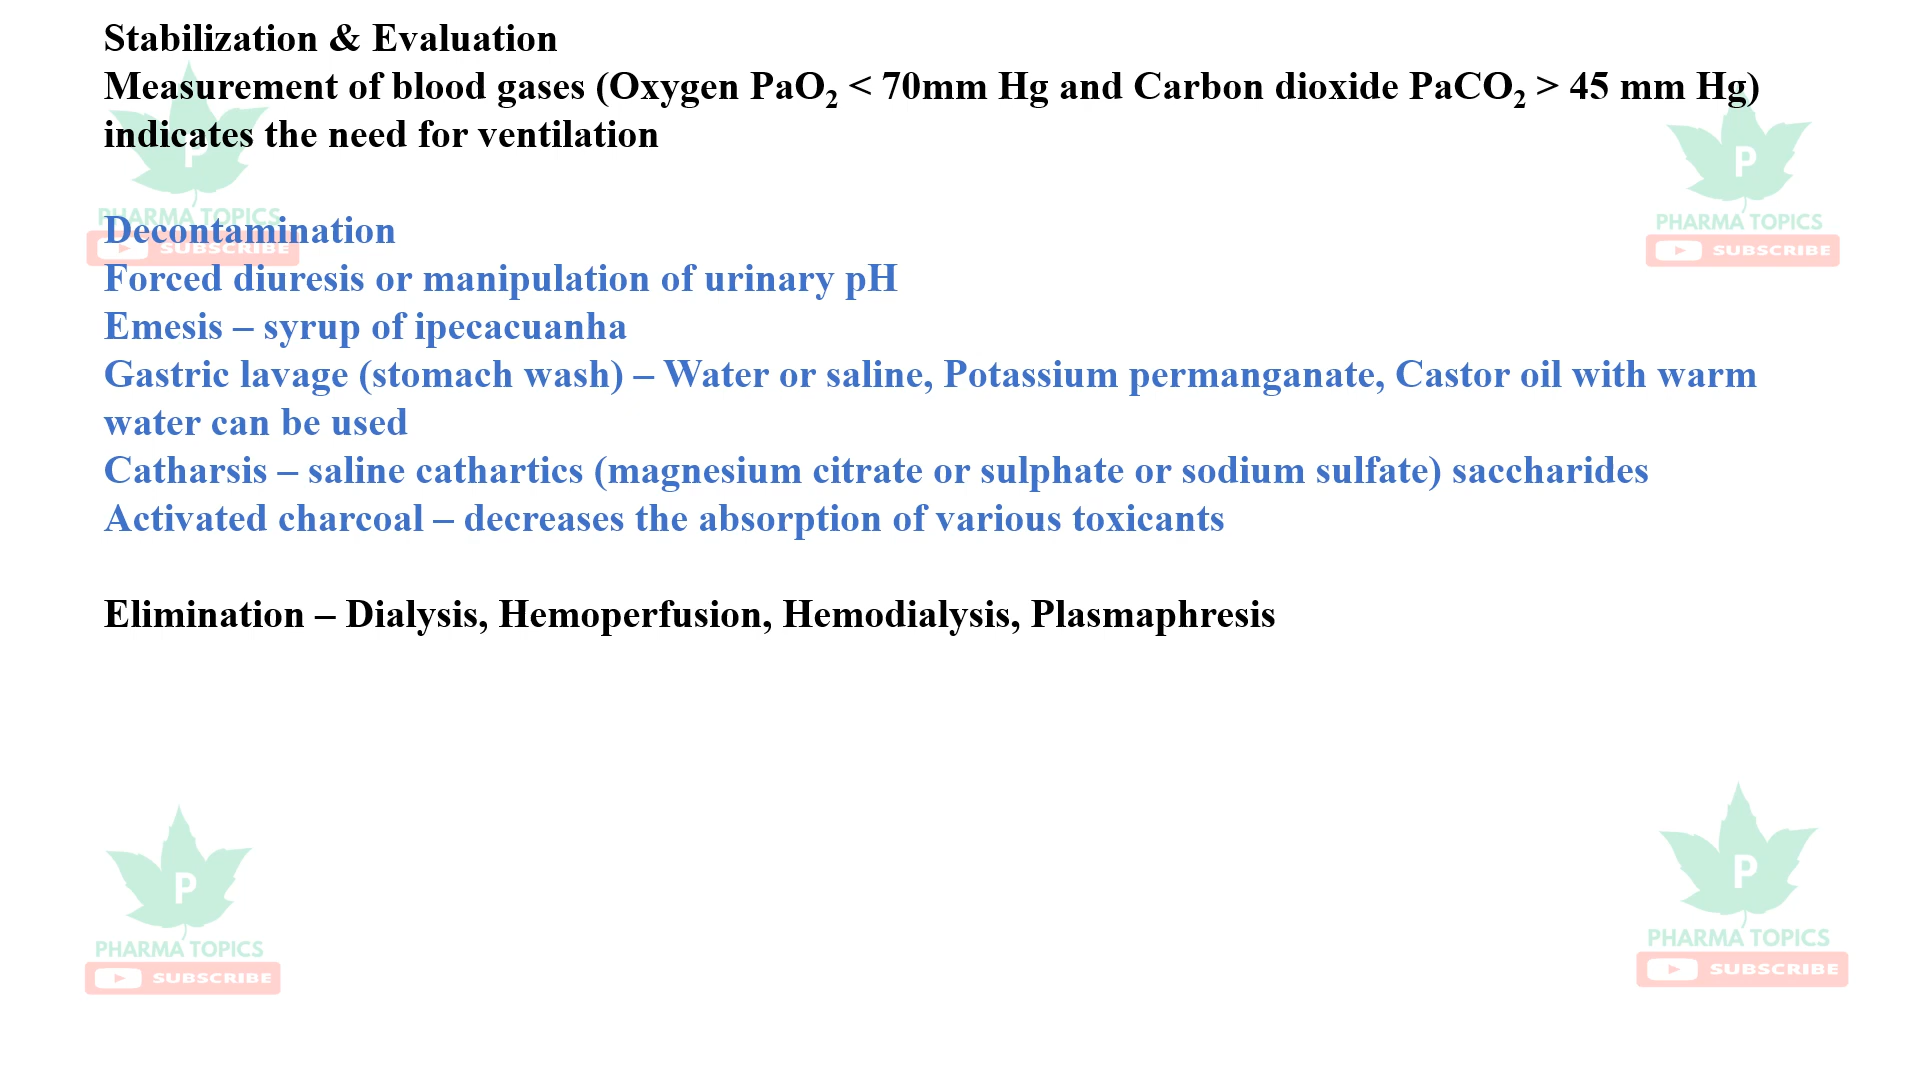 Stabilization & Evaluation
Measurement of blood gases (Oxygen PaO₂ < 70mm Hg and Carbon dioxide PaCO₂ > 45 mm Hg)
indicates the need for ventilation
P
PHARMA TOPICS
SUBSCRIBE
P
PHARMA TOPICS
SUBSCRIBE
Decontamination
Forced diuresis or manipulation of urinary pH
Emesis – syrup of ipecacuanha
Gastric lavage (stomach wash) – Water or saline, Potassium permanganate, Castor oil with warm
water can be used
Catharsis – saline cathartics (magnesium citrate or sulphate or sodium sulfate) saccharides
Activated charcoal – decreases the absorption of various toxicants
Elimination – Dialysis, Hemoperfusion, Hemodialysis, Plasmaphresis
P
PHARMA TOPICS
SUBSCRIBE
P
PHARMA TOPICS
SUBSCRIBE